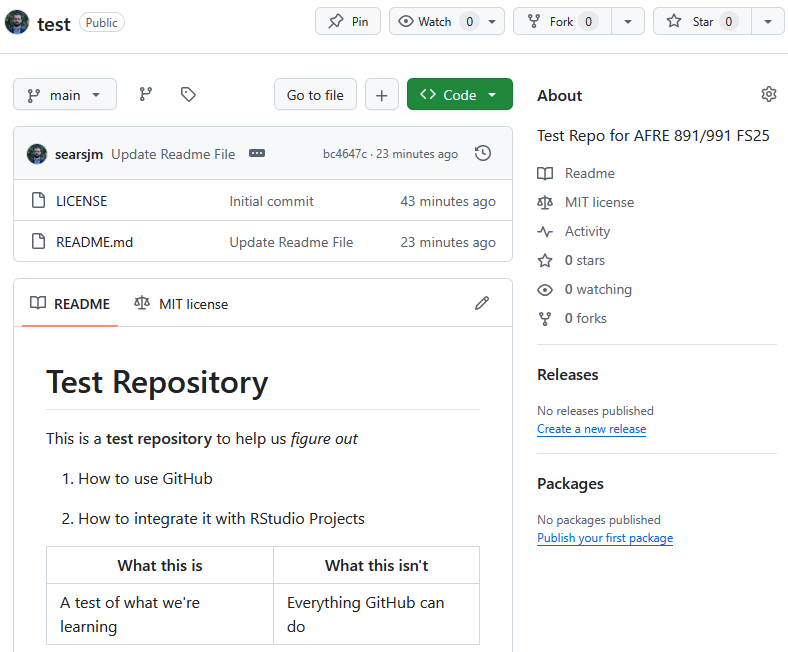 test Public Pin Watch 0 Fork 0 Star 0
main Go to file + Code
searsjm Update Readme File bc4647c · 23 minutes ago
LICENSE Initial commit 43 minutes ago
README.md Update Readme File 23 minutes ago
README MIT license
Test Repository
This is a test repository to help us figure out
1. How to use GitHub
2. How to integrate it with RStudio Projects
What this is What this isn't
A test of what we're Everything GitHub can
learning do
About
Test Repo for AFRE 891/991 FS25
Readme
MIT license
Activity
0 stars
0 watching
0 forks
Releases
No releases published
Create a new release
Packages
No packages published
Publish your first package